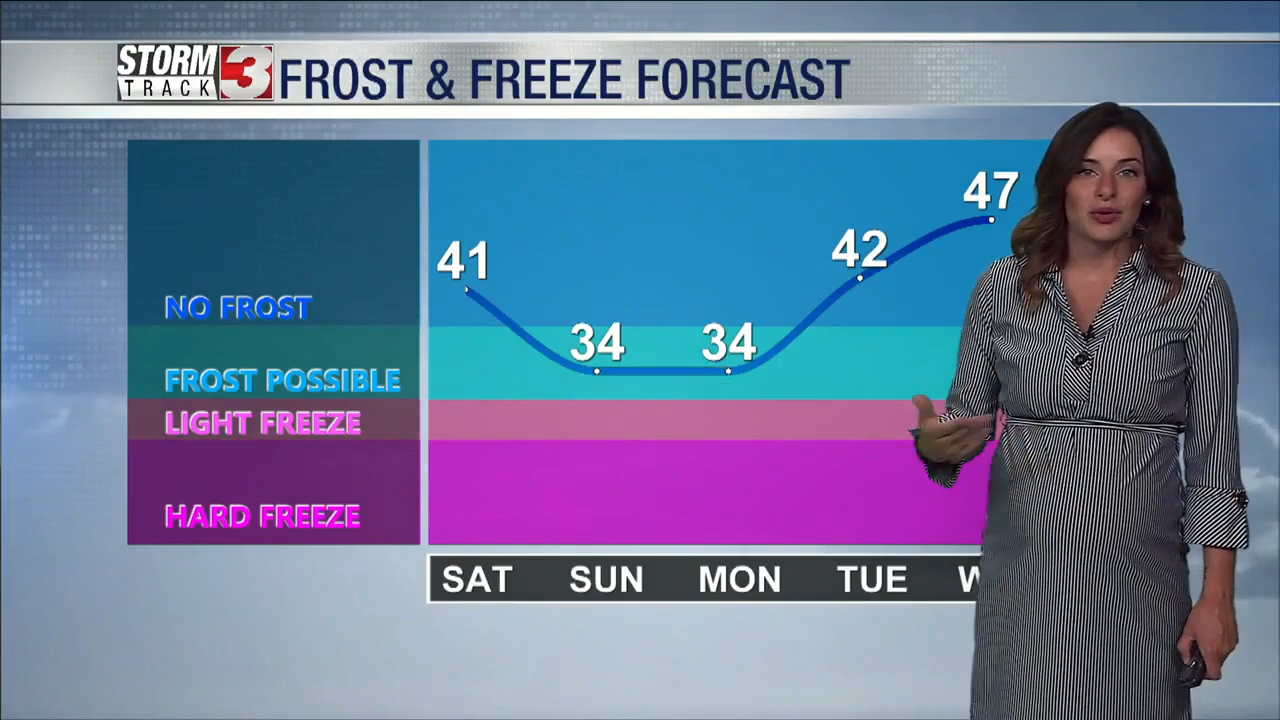 STORM
TRACK
3
FROST & FREEZE FORECAST
47
42
41
34
34
NO FROST
FROST POSSIBLE
LIGHT FREEZE
HARD FREEZE
SAT SUN MON TUE W